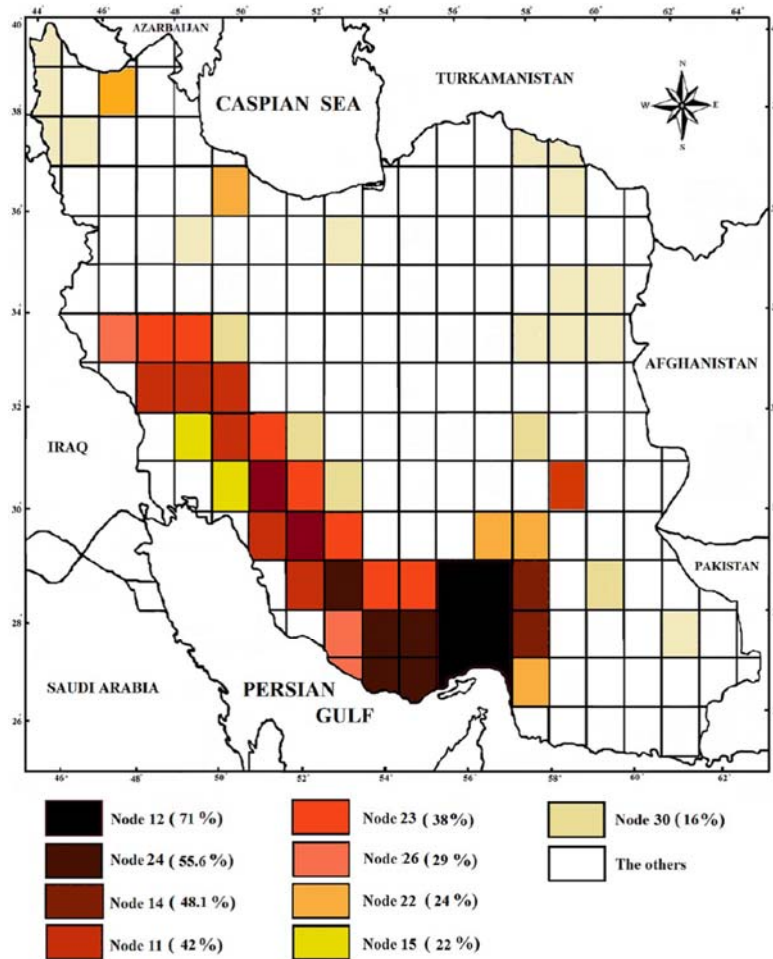 AZARBAIJAN
TURKAMANISTAN
CASPIAN SEA
N
W
E
S
AFGHANISTAN
IRAQ
PAKISTAN
SAUDI ARABIA
PERSIAN
GULF
40
38
36
34
32
30
28
26
46
48
50
52
54
56
58
60
62
64
46
48
50
52
54
56
58
60
62
Node 12 (71 %)
Node 24 (55.6%)
Node 14 (48.1%)
Node 11 (42 %)
Node 23 (38%)
Node 26 (29 %)
Node 22 (24%)
Node 15 (22 %)
Node 30 (16%)
The others